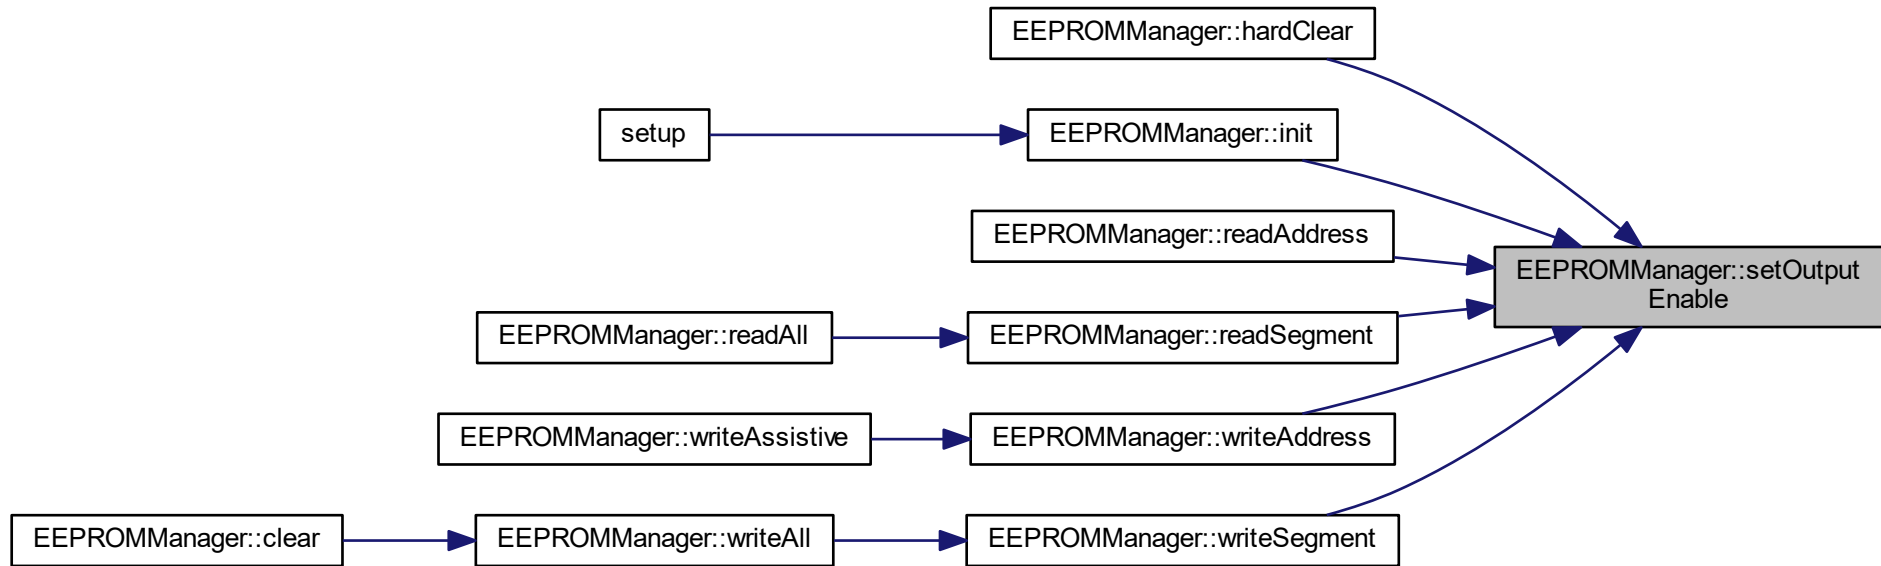 EEPROMManager::hardClear
setup
EEPROMManager::init
EEPROMManager::readAddress
EEPROMManager::setOutput
Enable
EEPROMManager::readAll
EEPROMManager::readSegment
EEPROMManager::writeAssistive
EEPROMManager::writeAddress
EEPROMManager::clear
EEPROMManager::writeAll
EEPROMManager::writeSegment